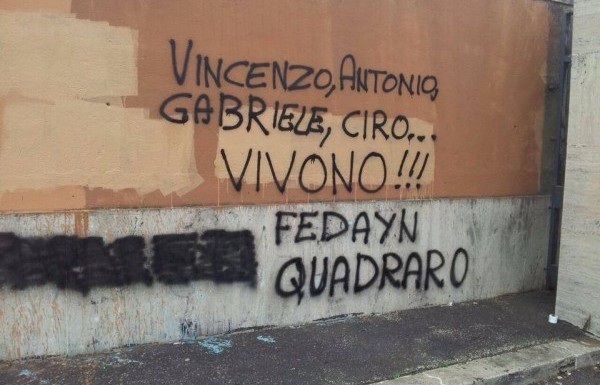 VINCENZO, ANTONIO,
GABRIELE, CIRO...
VIVONO!!!
FEDAYN
QUADRARO